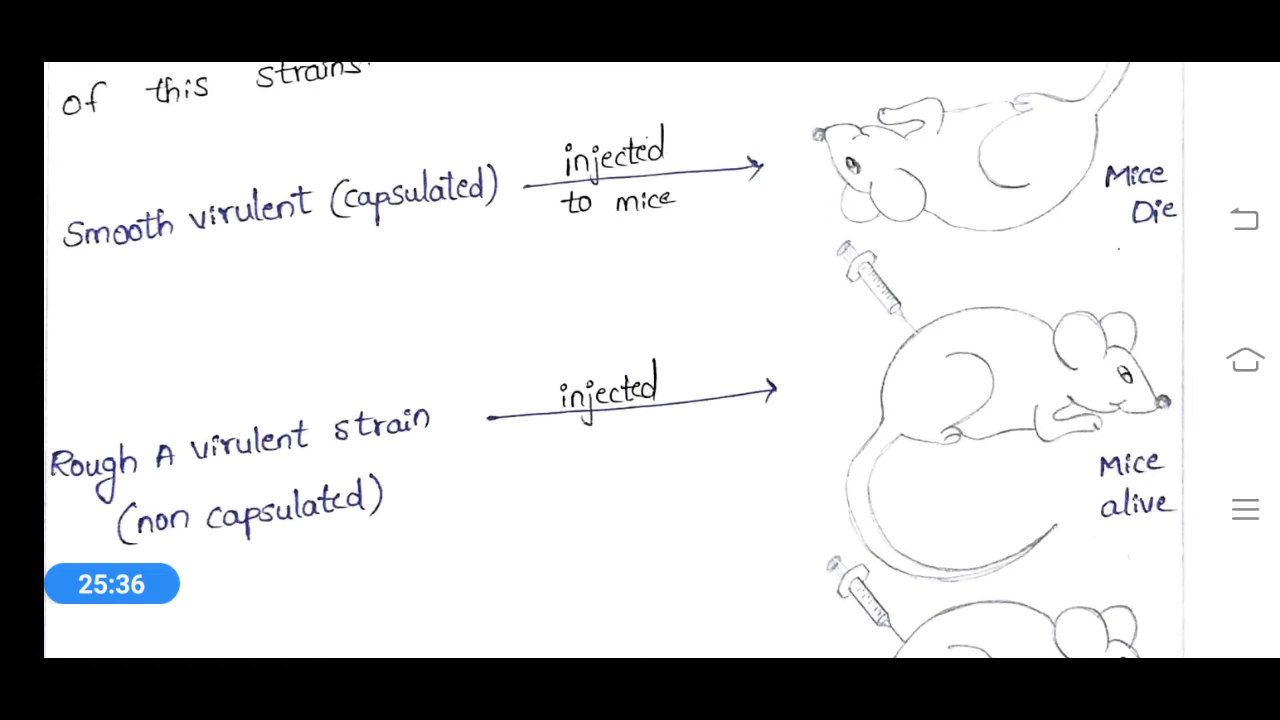 of this strains.
Smooth virulent (capsulated)
injected
to mice
Mice
Die
Rough A virulent strain
(non capsulated)
injected
Mice
alive
25:36